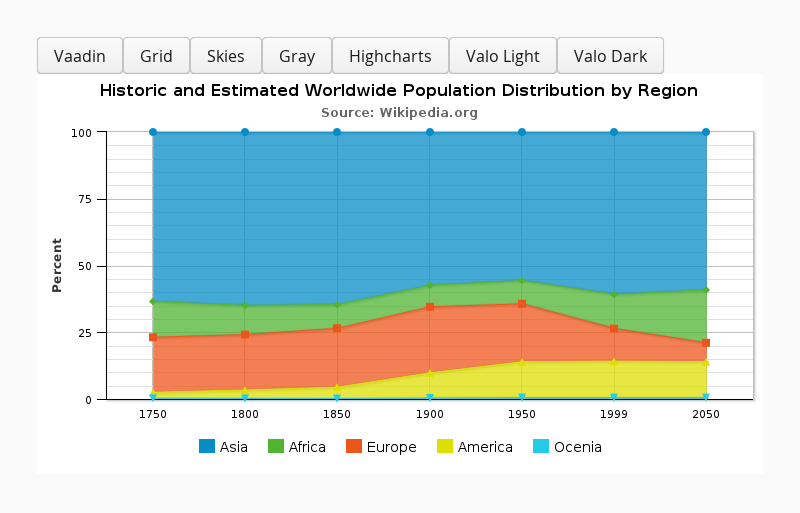 Vaadin Grid Skies Gray Highcharts Valo Light Valo Dark
Historic and Estimated Worldwide Population Distribution by Region
Source: Wikipedia.org
Percent
100
75
50
25
0
1750 1800 1850 1900 1950 1999 2050
Asia Africa Europe America Ocenia